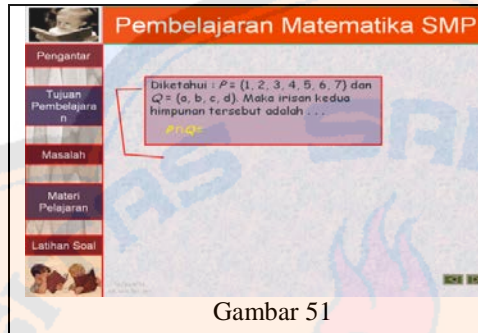 Pembelajaran Matematika SMP
Pengantar
Tujuan
Pembelajara
n
Masalah
Materi
Pelajaran
Latihan Soal
Diketahui : P = (1, 2, 3, 4, 5, 6, 7) dan
Q = (a, b, c, d). Maka irisan kedua
himpunan tersebut adalah . . .
P∩Q=
Gambar 51